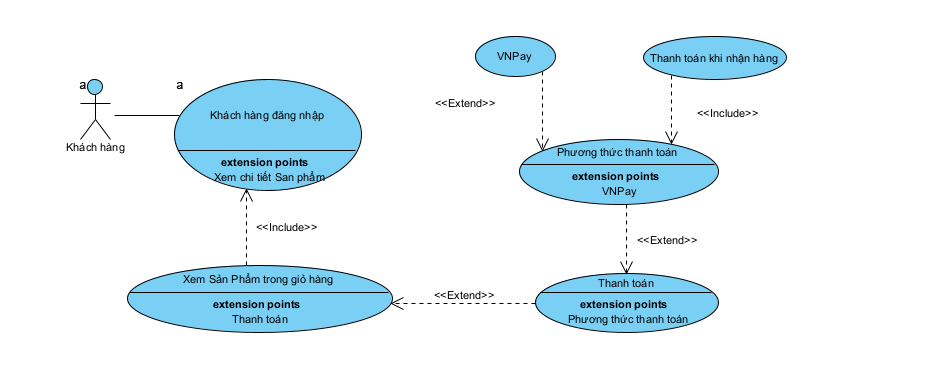 VNPay
Thanh toán khi nhận hàng
a
a
<<Extend>>
<<Include>>
Khách hàng đăng nhập
Khách hàng
extension points
Xem chi tiết San phẩm
Phương thức thanh toán
extension points
VNPay
<<Include>>
<<Extend>>
Xem Sản Phẩm trong giỏ hàng
extension points
Thanh toán
<<Extend>>
Thanh toán
extension points
Phương thức thanh toán